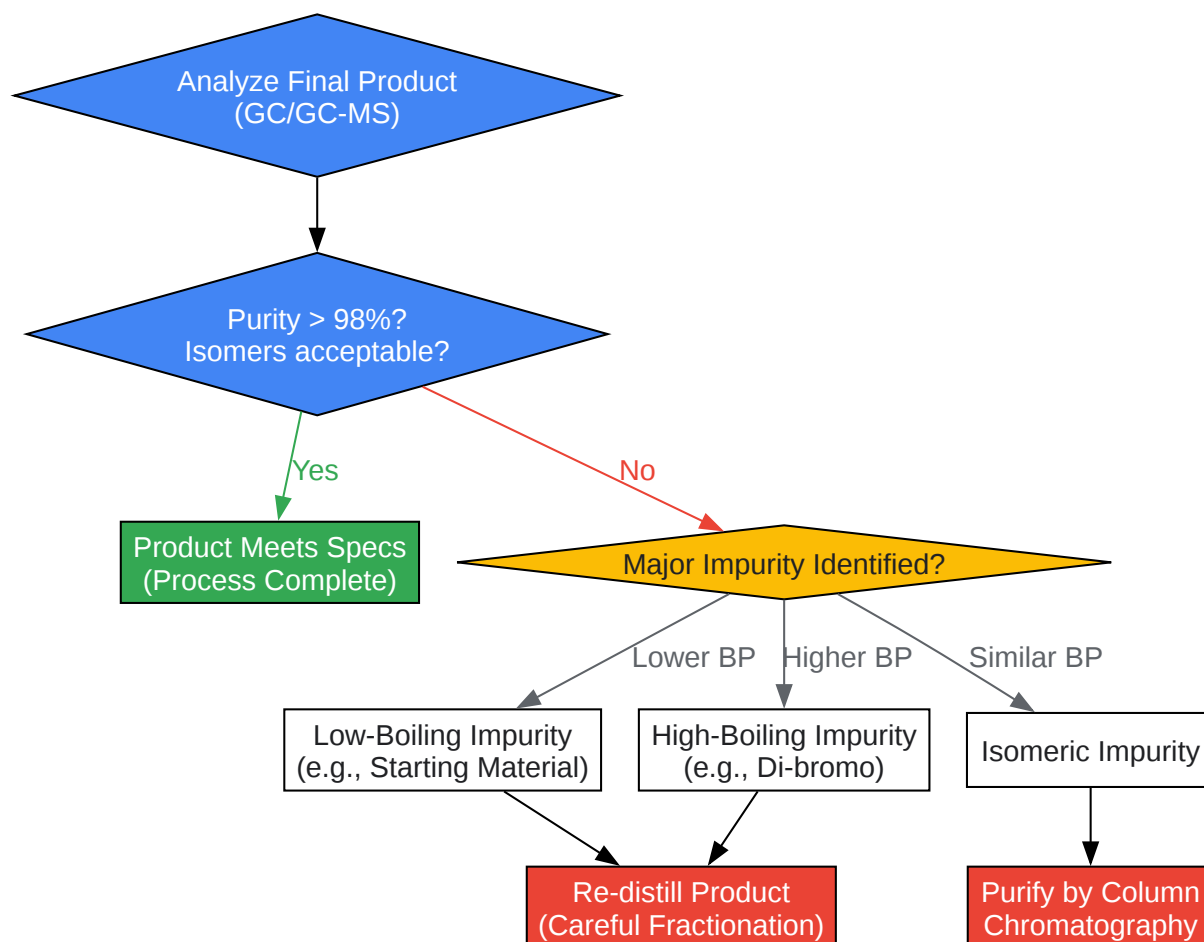 Analyze Final Product
(GC/GC-MS)
Purity > 98%?
Isomers acceptable?
Yes
No
Product Meets Specs
(Process Complete)
Major Impurity Identified?
Lower BP
Higher BP
Similar BP
Low-Boiling Impurity
(e.g., Starting Material)
High-Boiling Impurity
(e.g., Di-bromo)
Isomeric Impurity
Re-distill Product
(Careful Fractionation)
Purify by Column
Chromatography